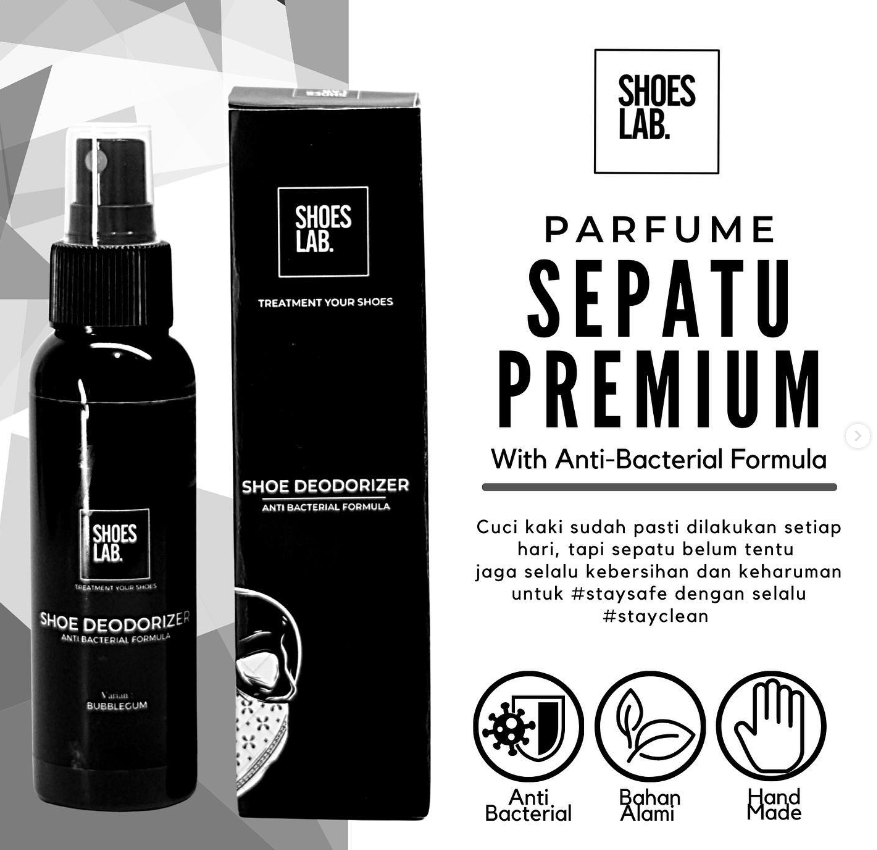 SHOES
LAB.
TREATMENT YOUR SHOES
SHOE DEODORIZER
ANTI BACTERIAL FORMULA
Varian :
BUBBLEGUM
SHOES
LAB.
TREATMENT YOUR SHOES
SHOE DEODORIZER
ANTI BACTERIAL FORMULA
SHOES
LAB.
PARFUME
SEPATU
PREMIUM
With Anti-Bacterial Formula
Cuci kaki sudah pasti dilakukan setiap
hari, tapi sepatu belum tentu
jaga selalu kebersihan dan keharuman
untuk #staysafe dengan selalu
#stayclean
Anti
Bacterial
Bahan
Alami
Hand
Made